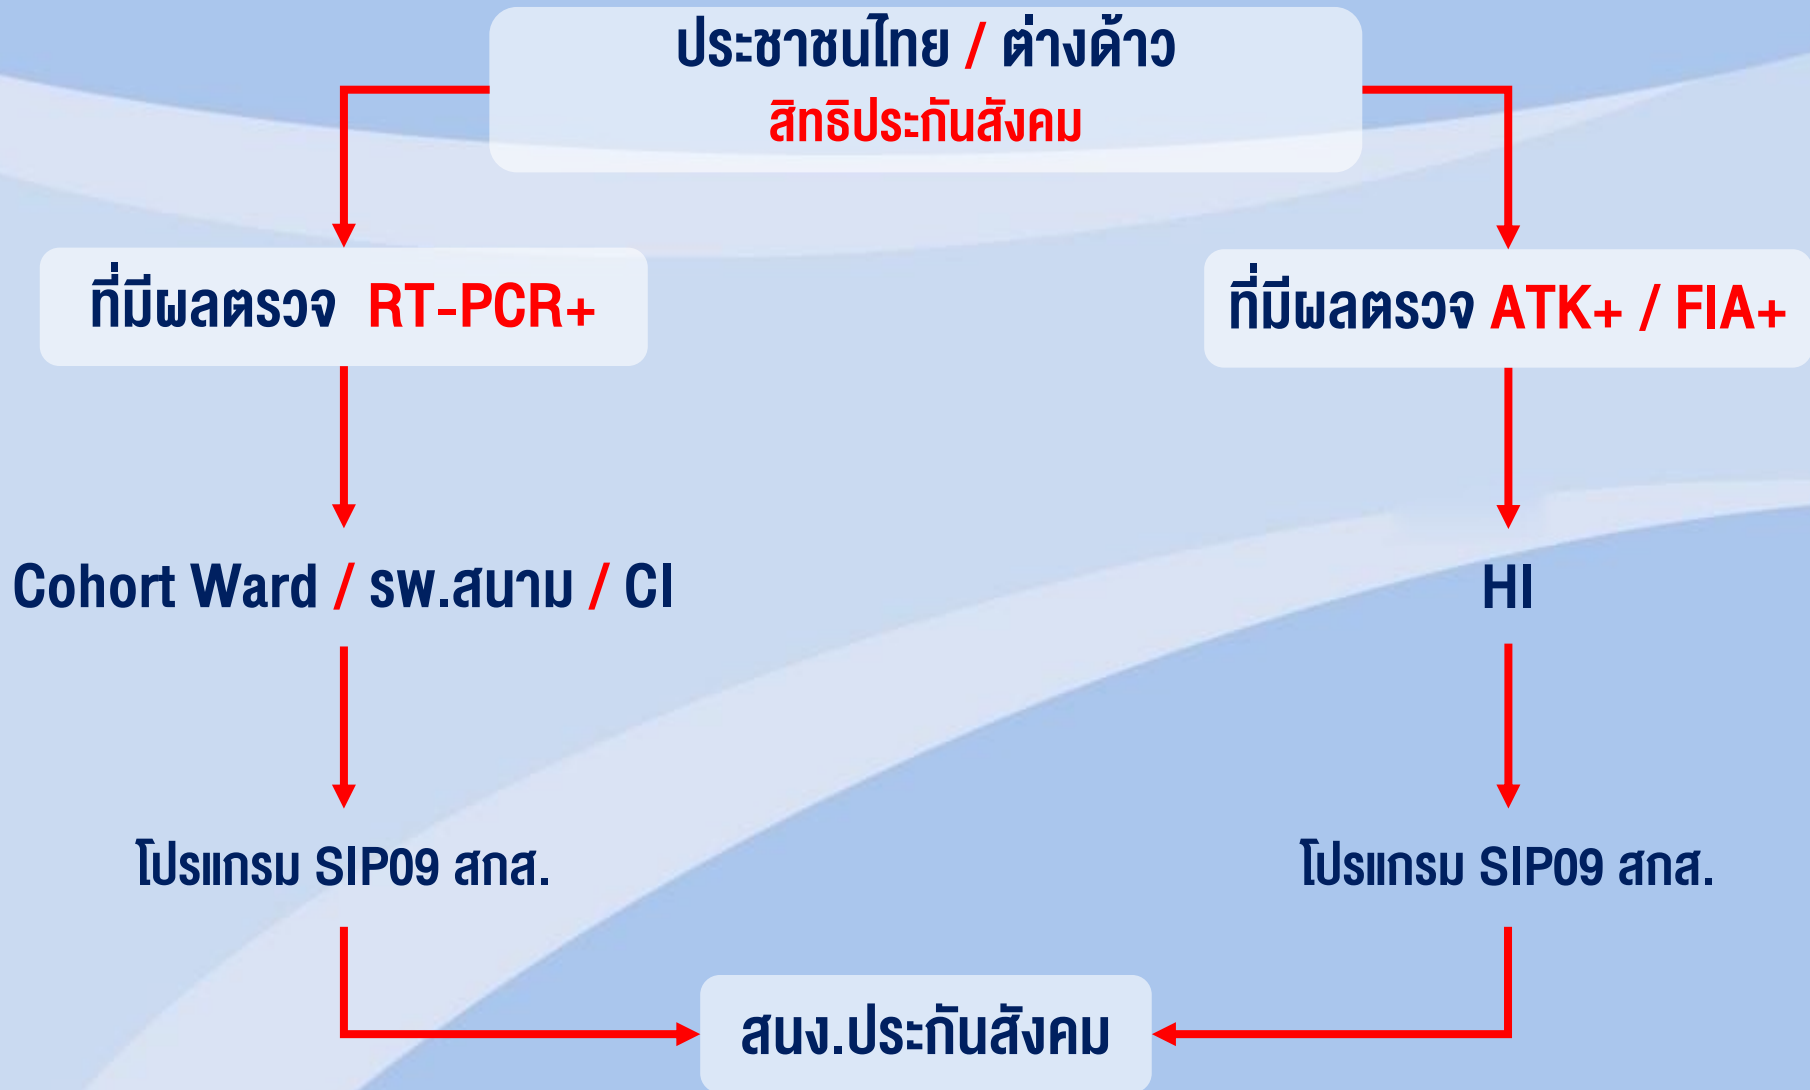 ประชาชนไทย / ต่างด้าว
สิทธิประกันสังคม
ที่มีผลตรวจ RT-PCR+
ที่มีผลตรวจ ATK+ / FIA+
Cohort Ward / รพ.สนาม / CI
HI
โปรแกรม SIP09 สกส.
โปรแกรม SIP09 สกส.
สนง.ประกันสังคม